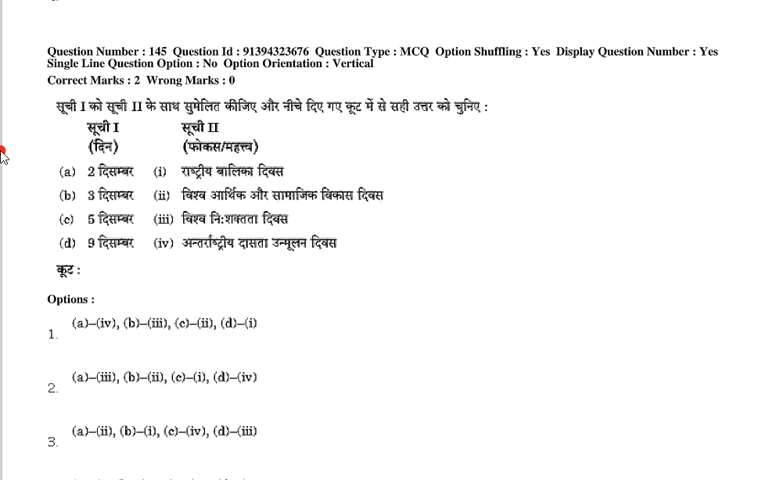 Question Number : 145 Question Id : 91394323676 Question Type : MCQ Option Shuffling : Yes Display Question Number : Yes
Single Line Question Option : No Option Orientation : Vertical
Correct Marks : 2 Wrong Marks : 0
सूची I को सूची II के साथ सुमेलित कीजिए और नीचे दिए गए कूट में से सही उत्तर को चुनिए :
सूची I सूची II
(दिन) (फोकस/महत्त्व)
(a) 2 दिसम्बर (i) राष्ट्रीय बालिका दिवस
(b) 3 दिसम्बर (ii) विश्व आर्थिक और सामाजिक विकास दिवस
(c) 5 दिसम्बर (iii) विश्व नि:शक्तता दिवस
(d) 9 दिसम्बर (iv) अन्तर्राष्ट्रीय दासता उन्मूलन दिवस
कूट :
Options :
1. (a)–(iv), (b)–(iii), (c)–(ii), (d)–(i)
2. (a)–(iii), (b)–(ii), (c)–(i), (d)–(iv)
3. (a)–(ii), (b)–(i), (c)–(iv), (d)–(iii)